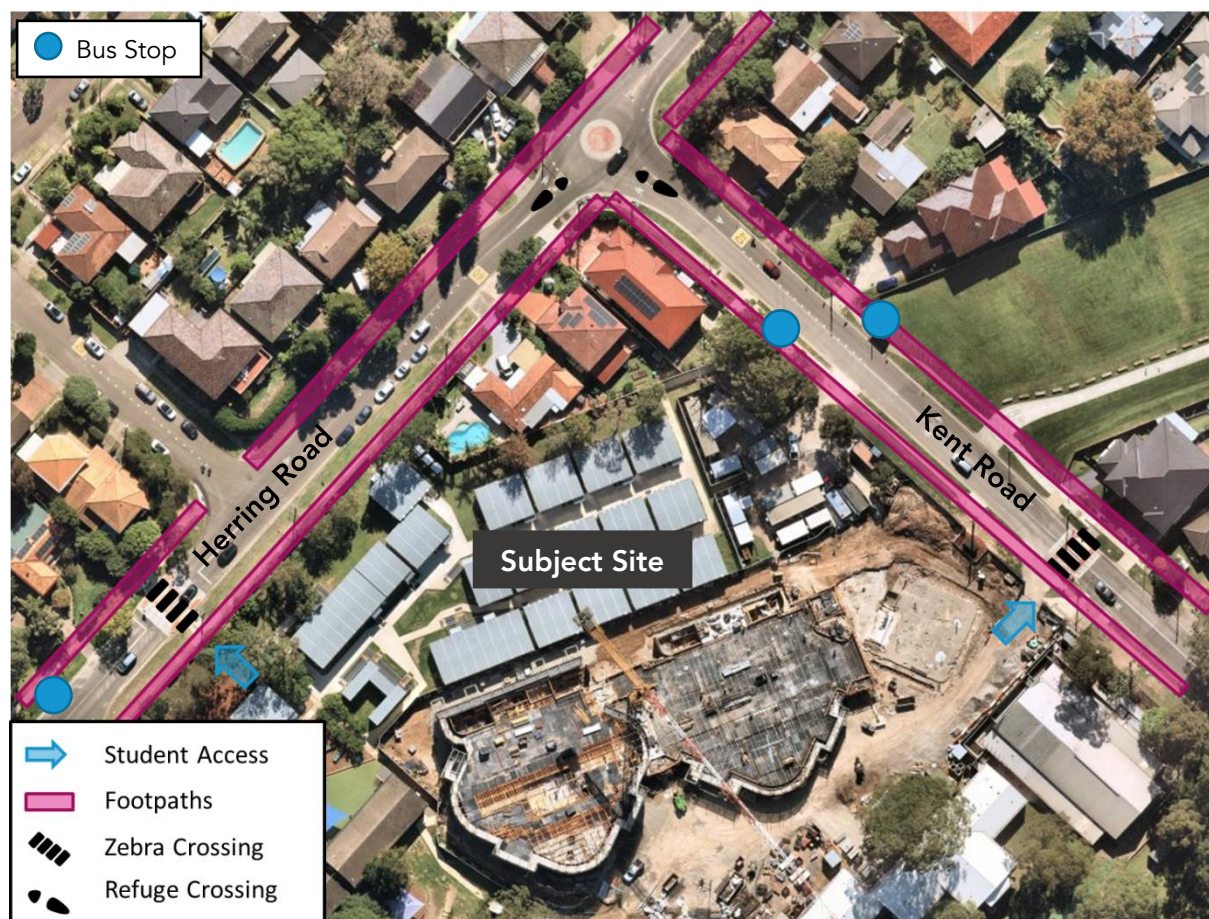 Bus Stop
Herring Road
Kent Road
Subject Site
Student Access
Footpaths
Zebra Crossing
Refuge Crossing